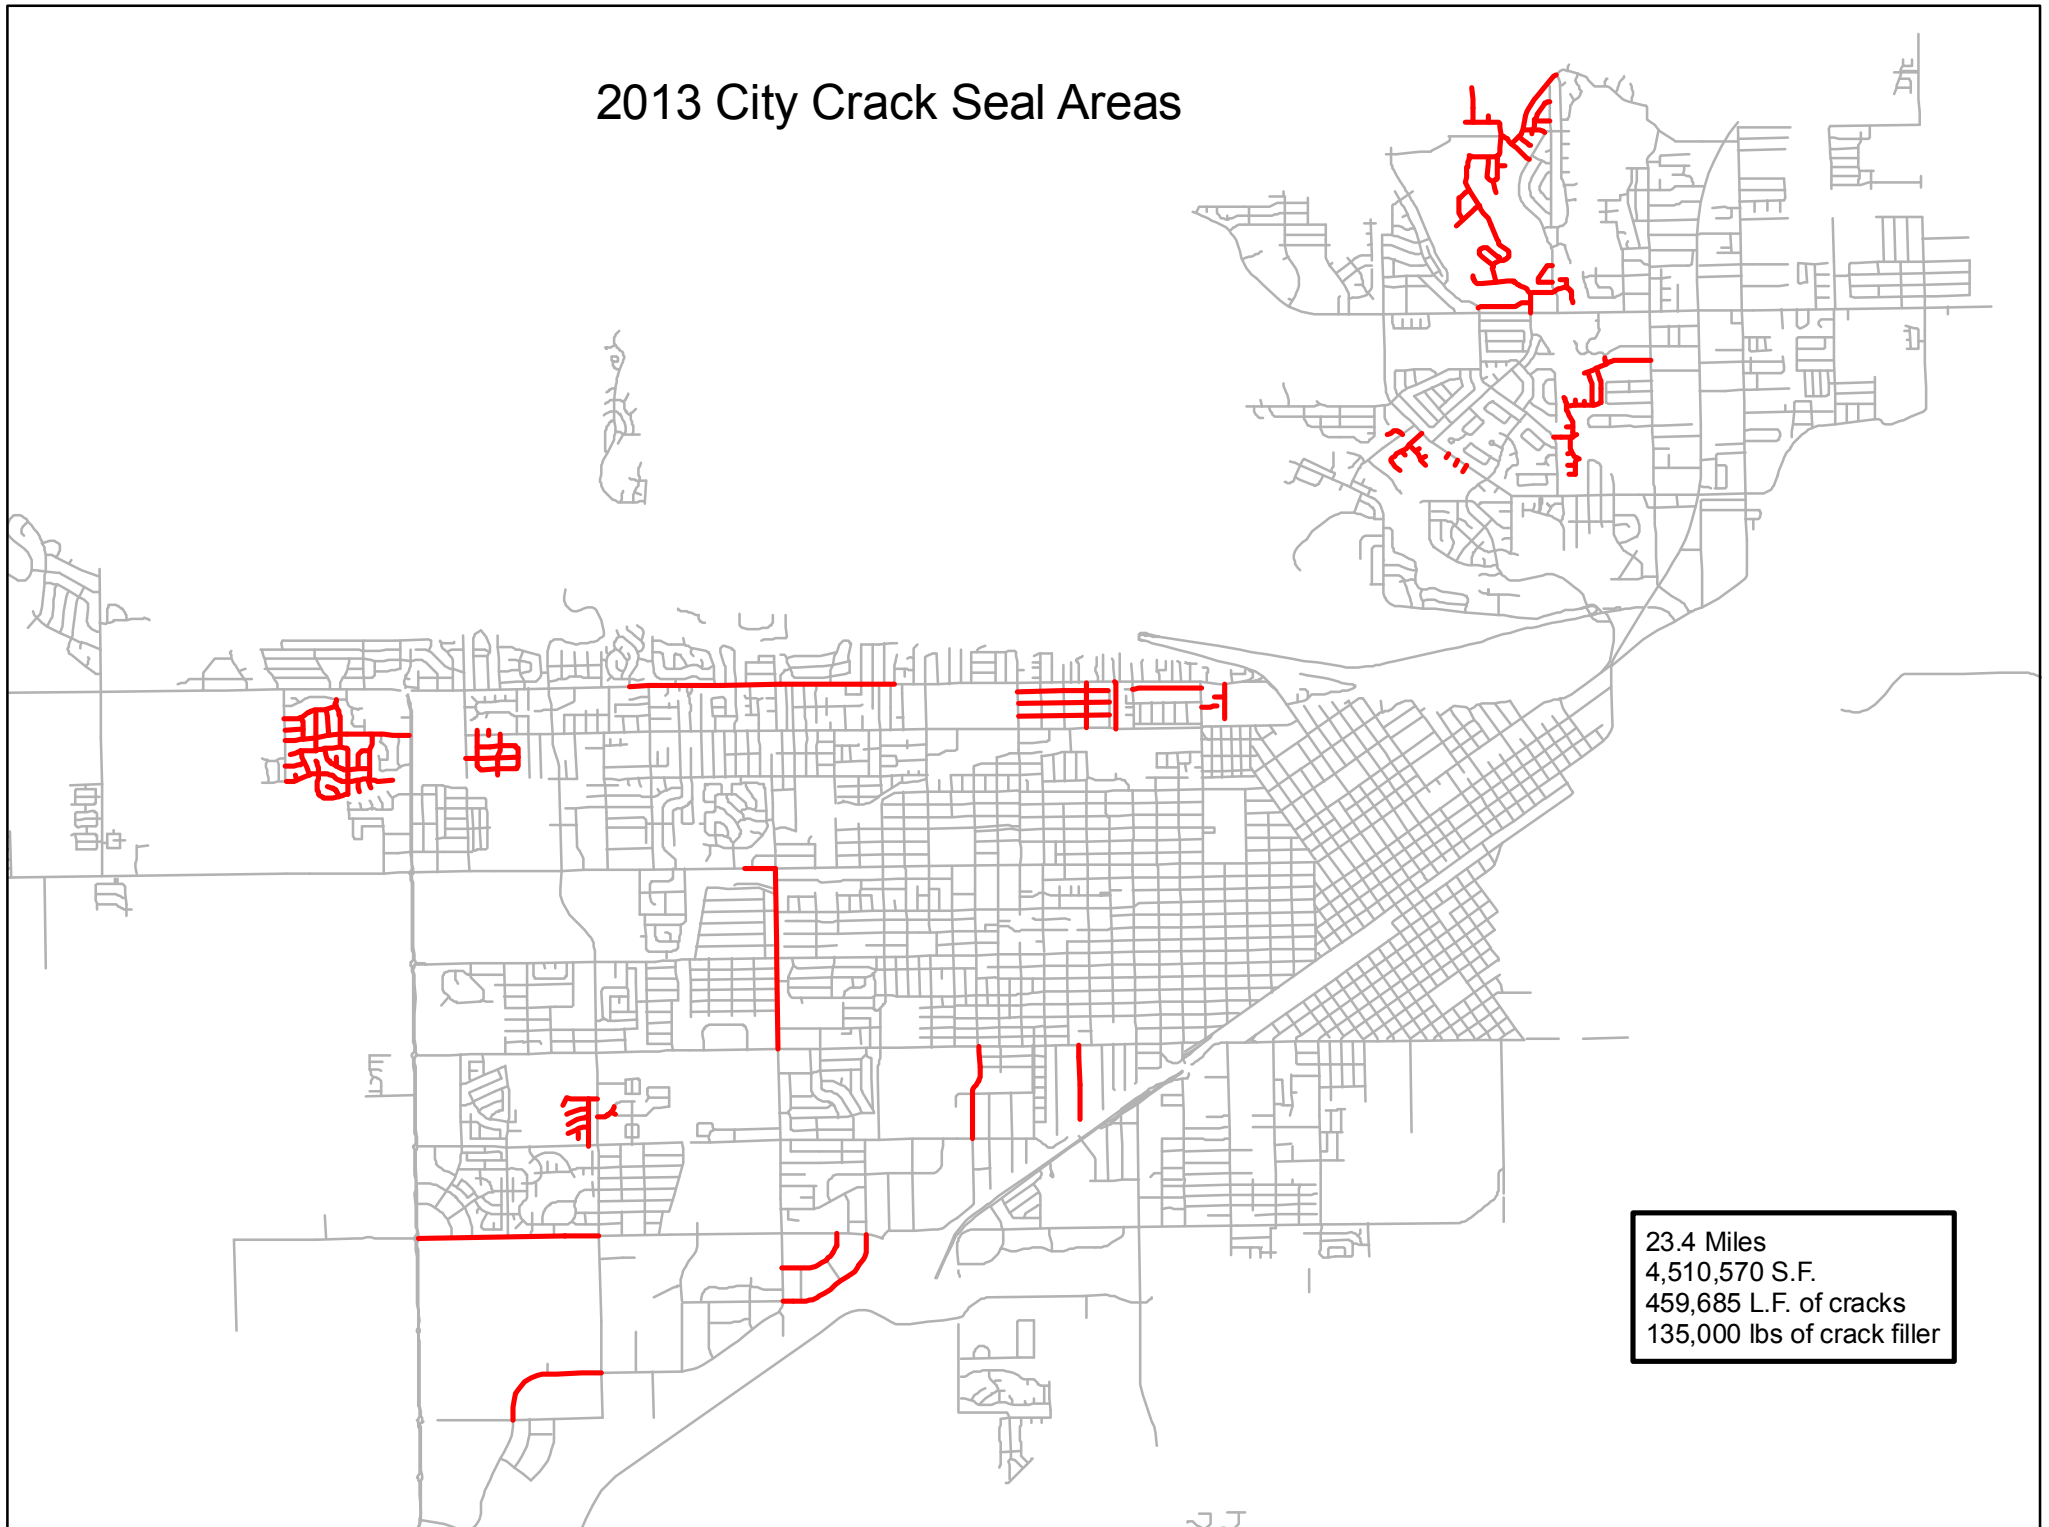 2013 City Crack Seal Areas
23.4 Miles
4,510,570 S.F.
459,685 L.F. of cracks
135,000 lbs of crack filler